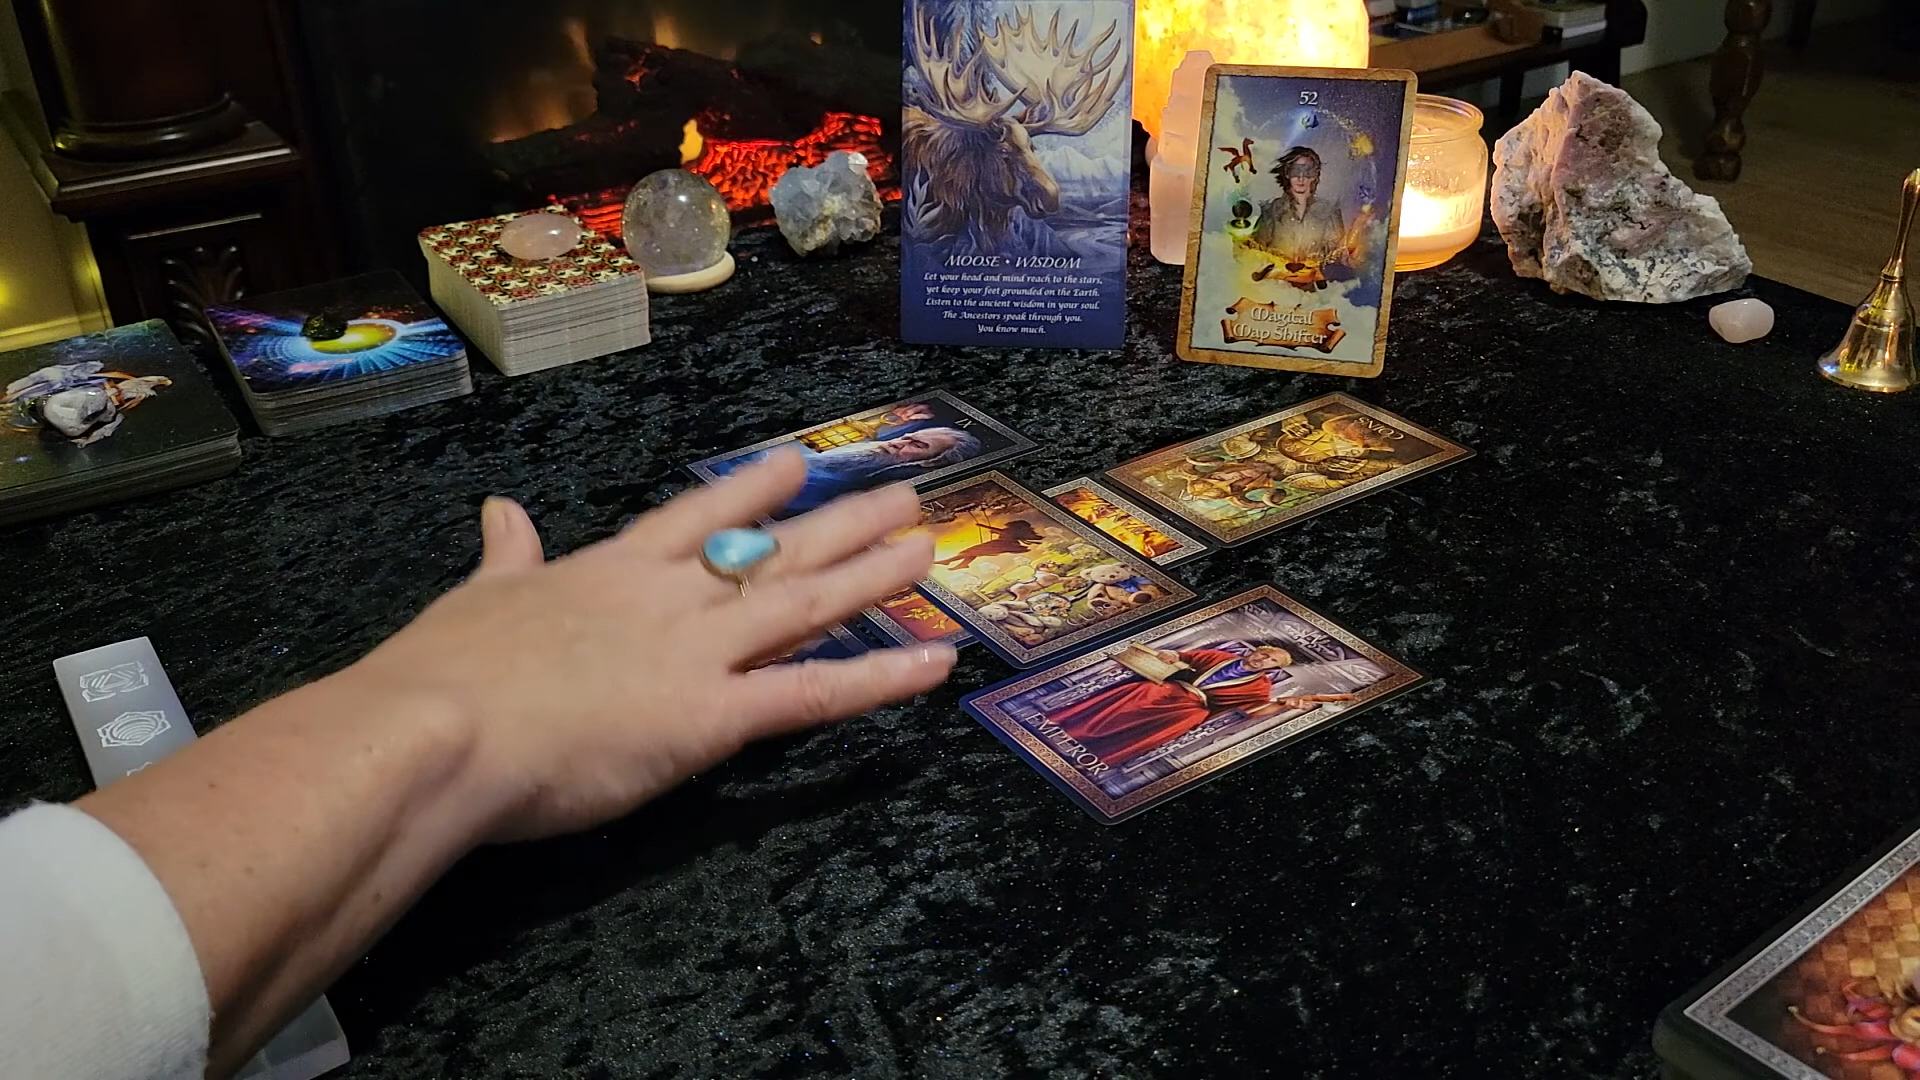 MOOSE • WISDOM
Let your head and mind reach to the stars,
yet keep your feet grounded on the Earth.
Listen to the ancient wisdom in your soul.
The Ancestors speak through you.
You know much.
52
Magical
Map Shifter
IX
COINS
EMPEROR